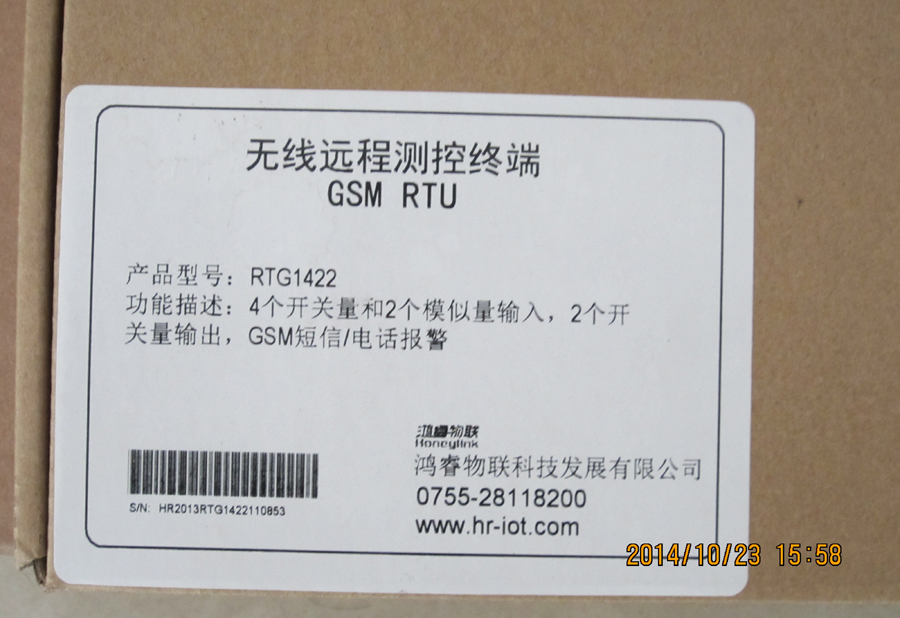 无线远程测控终端
GSM RTU
产品型号：RTG1422
功能描述：4个开关量和2个模似量输入，2个开
关量输出，GSM短信/电话报警
鸿睿物联
Honeylink
鸿睿物联科技发展有限公司
S/N: HR2013RTG1422110853
0755-28118200
www.hr-iot.com
2014/10/23 15:58